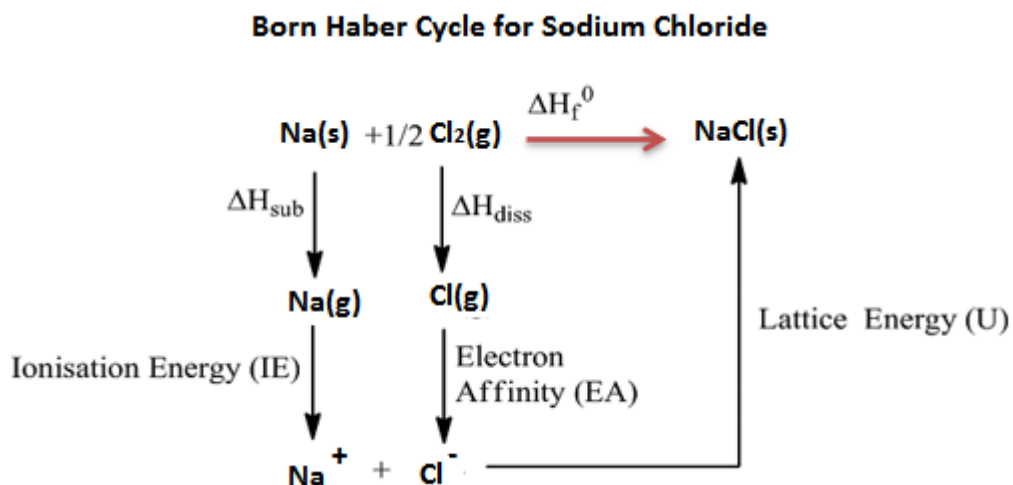 Born Haber Cycle for Sodium Chloride
ΔHf⁰
Na(s) +1/2 Cl₂(g) NaCl(s)
ΔHsub ΔHdiss
Na(g) Cl(g)
Lattice Energy (U)
Ionisation Energy (IE) Electron
Affinity (EA)
Na⁺ + Cl⁻